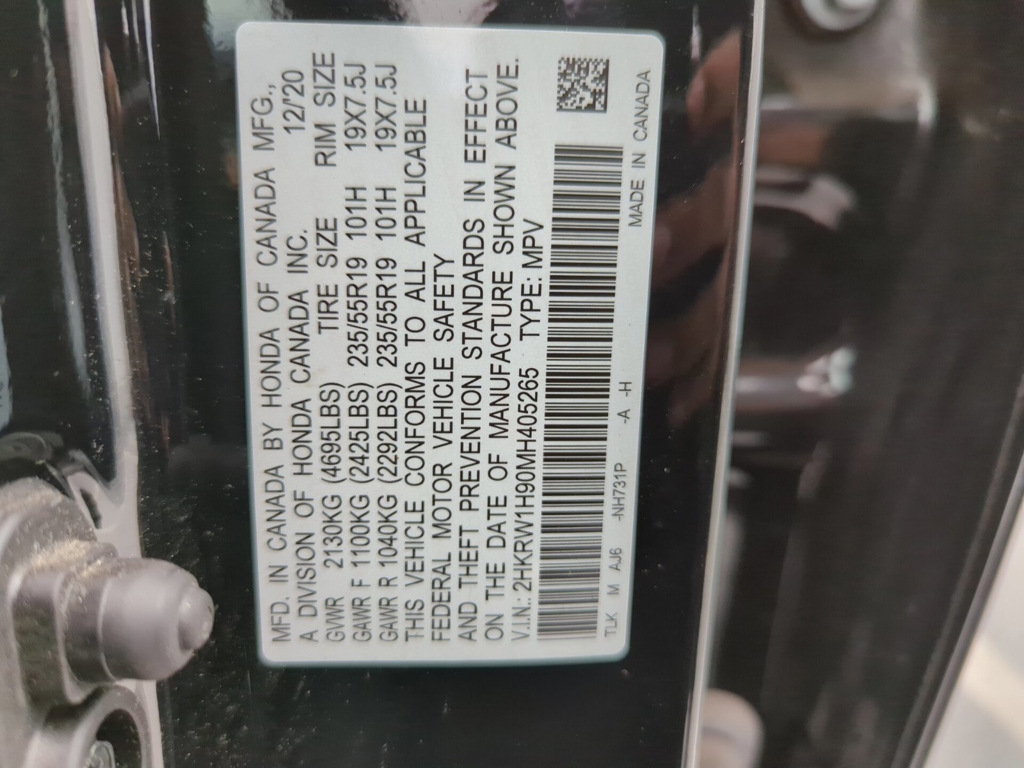 MFD. IN CANADA BY HONDA OF CANADA MFG.,
A DIVISION OF HONDA CANADA INC. 12/'20
GVWR 2130KG (4695LBS) TIRE SIZE RIM SIZE
GAWR F 1100KG (2425LBS) 235/55R19 101H 19X7.5J
GAWR R 1040KG (2292LBS) 235/55R19 101H 19X7.5J
THIS VEHICLE CONFORMS TO ALL APPLICABLE
FEDERAL MOTOR VEHICLE SAFETY
AND THEFT PREVENTION STANDARDS IN EFFECT
ON THE DATE OF MANUFACTURE SHOWN ABOVE.
V.I.N.: 2HKRW1H90MH405265 TYPE: MPV
TLK M AJ6 -NH731P -A -H MADE IN CANADA